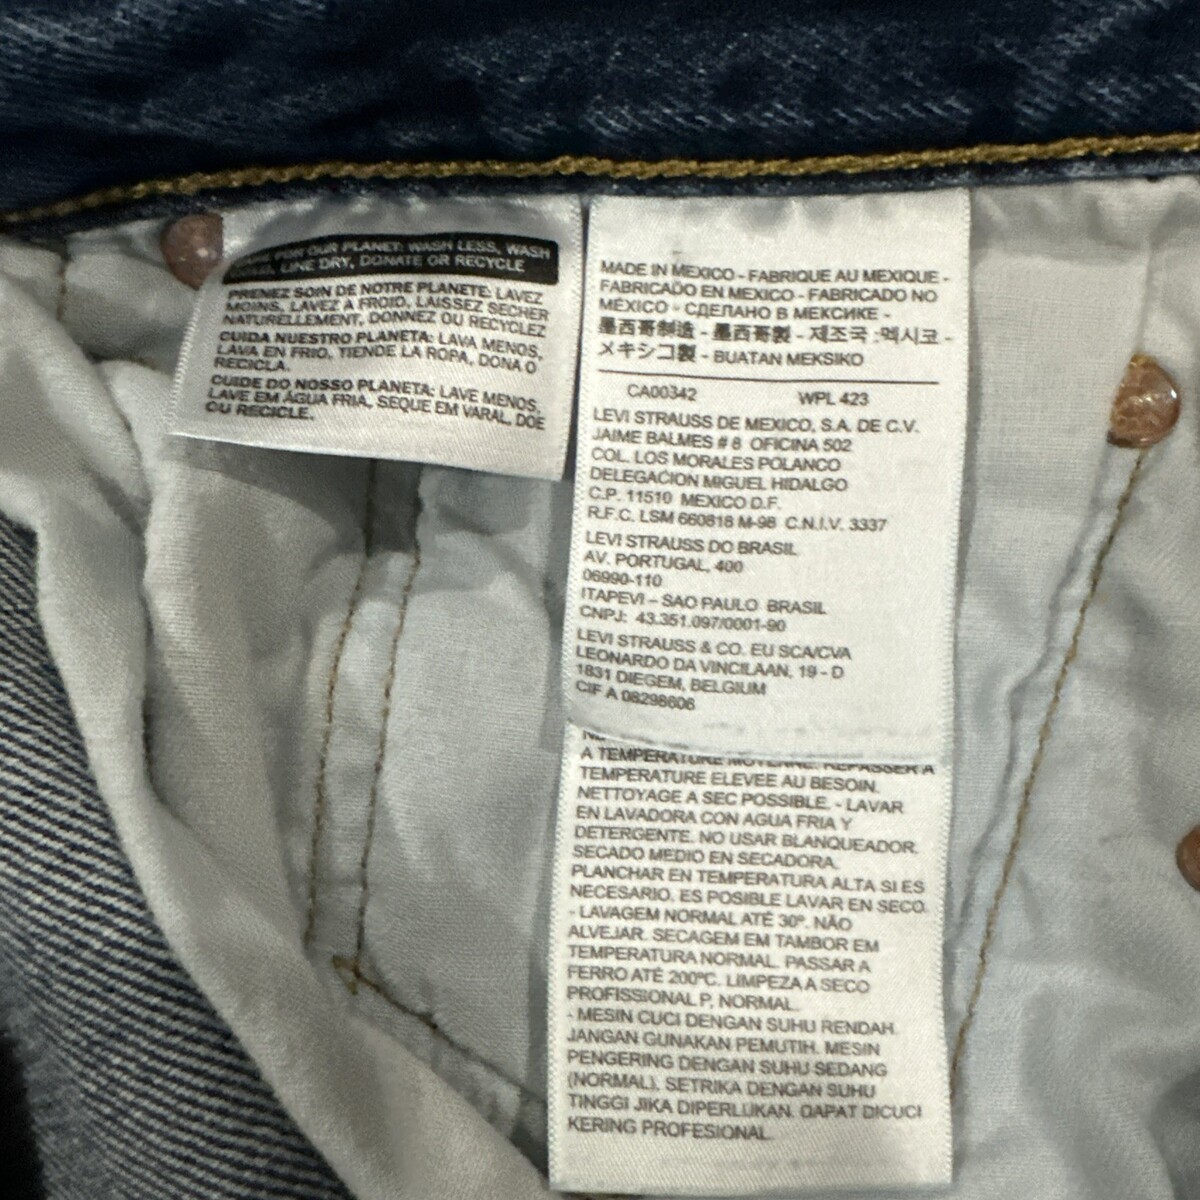 FOR OUR PLANET: WASH LESS, WASH
LINE DRY, DONATE OR RECYCLE
PRENEZ SOIN DE NOTRE PLANETE: LAVEZ
MOINS, LAVEZ A FROID, LAISSEZ SECHER
NATURELLEMENT, DONNEZ OU RECYCLEZ
CUIDA NUESTRO PLANETA: LAVA MENOS,
LAVA EN FRIO, TIENDE LA ROPA, DONA O
RECICLA.
CUIDE DO NOSSO PLANETA: LAVE MENOS,
LAVE EM ÁGUA FRIA, SEQUE EM VARAL, DOE
OU RECICLE.
MADE IN MEXICO - FABRIQUE AU MEXIQUE -
FABRICADO EN MEXICO - FABRICADO NO
MÉXICO - СДЕЛАНО В МЕКСИКЕ -
墨西哥制造 - 墨西哥製 - 제조국 :멕시코 -
メキシコ製 - BUATAN MEKSIKO
CA00342 WPL 423
LEVI STRAUSS DE MEXICO, S.A. DE C.V.
JAIME BALMES # 8 OFICINA 502
COL. LOS MORALES POLANCO
DELEGACION MIGUEL HIDALGO
C.P. 11510 MEXICO D.F.
R.F.C. LSM 660818 M-98 C.N.I.V. 3337
LEVI STRAUSS DO BRASIL
AV. PORTUGAL, 400
06990-110
ITAPEVI – SAO PAULO BRASIL
CNPJ: 43.351.097/0001-90
LEVI STRAUSS & CO. EU SCA/CVA
LEONARDO DA VINCILAAN, 19 - D
1831 DIEGEM, BELGIUM
CIF A 08298606
A TEMPERATURE MOYENNE. REPASSER A
TEMPERATURE ELEVEE AU BESOIN.
NETTOYAGE A SEC POSSIBLE. - LAVAR
EN LAVADORA CON AGUA FRIA Y
DETERGENTE. NO USAR BLANQUEADOR.
SECADO MEDIO EN SECADORA.
PLANCHAR EN TEMPERATURA ALTA SI ES
NECESARIO. ES POSIBLE LAVAR EN SECO.
- LAVAGEM NORMAL ATÉ 30º. NÃO
ALVEJAR. SECAGEM EM TAMBOR EM
TEMPERATURA NORMAL. PASSAR A
FERRO ATÉ 200ºC. LIMPEZA A SECO
PROFISSIONAL P, NORMAL.
- MESIN CUCI DENGAN SUHU RENDAH.
JANGAN GUNAKAN PEMUTIH. MESIN
PENGERING DENGAN SUHU SEDANG
(NORMAL). SETRIKA DENGAN SUHU
TINGGI JIKA DIPERLUKAN. DAPAT DICUCI
KERING PROFESIONAL.